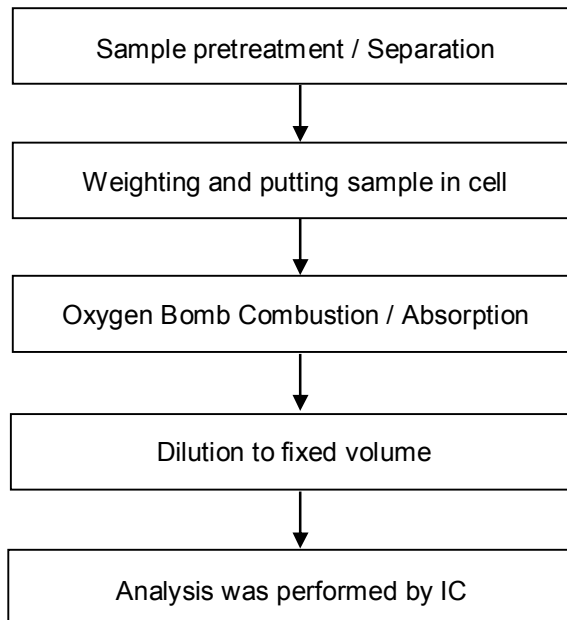 Sample pretreatment / Separation
Weighting and putting sample in cell
Oxygen Bomb Combustion / Absorption
Dilution to fixed volume
Analysis was performed by IC